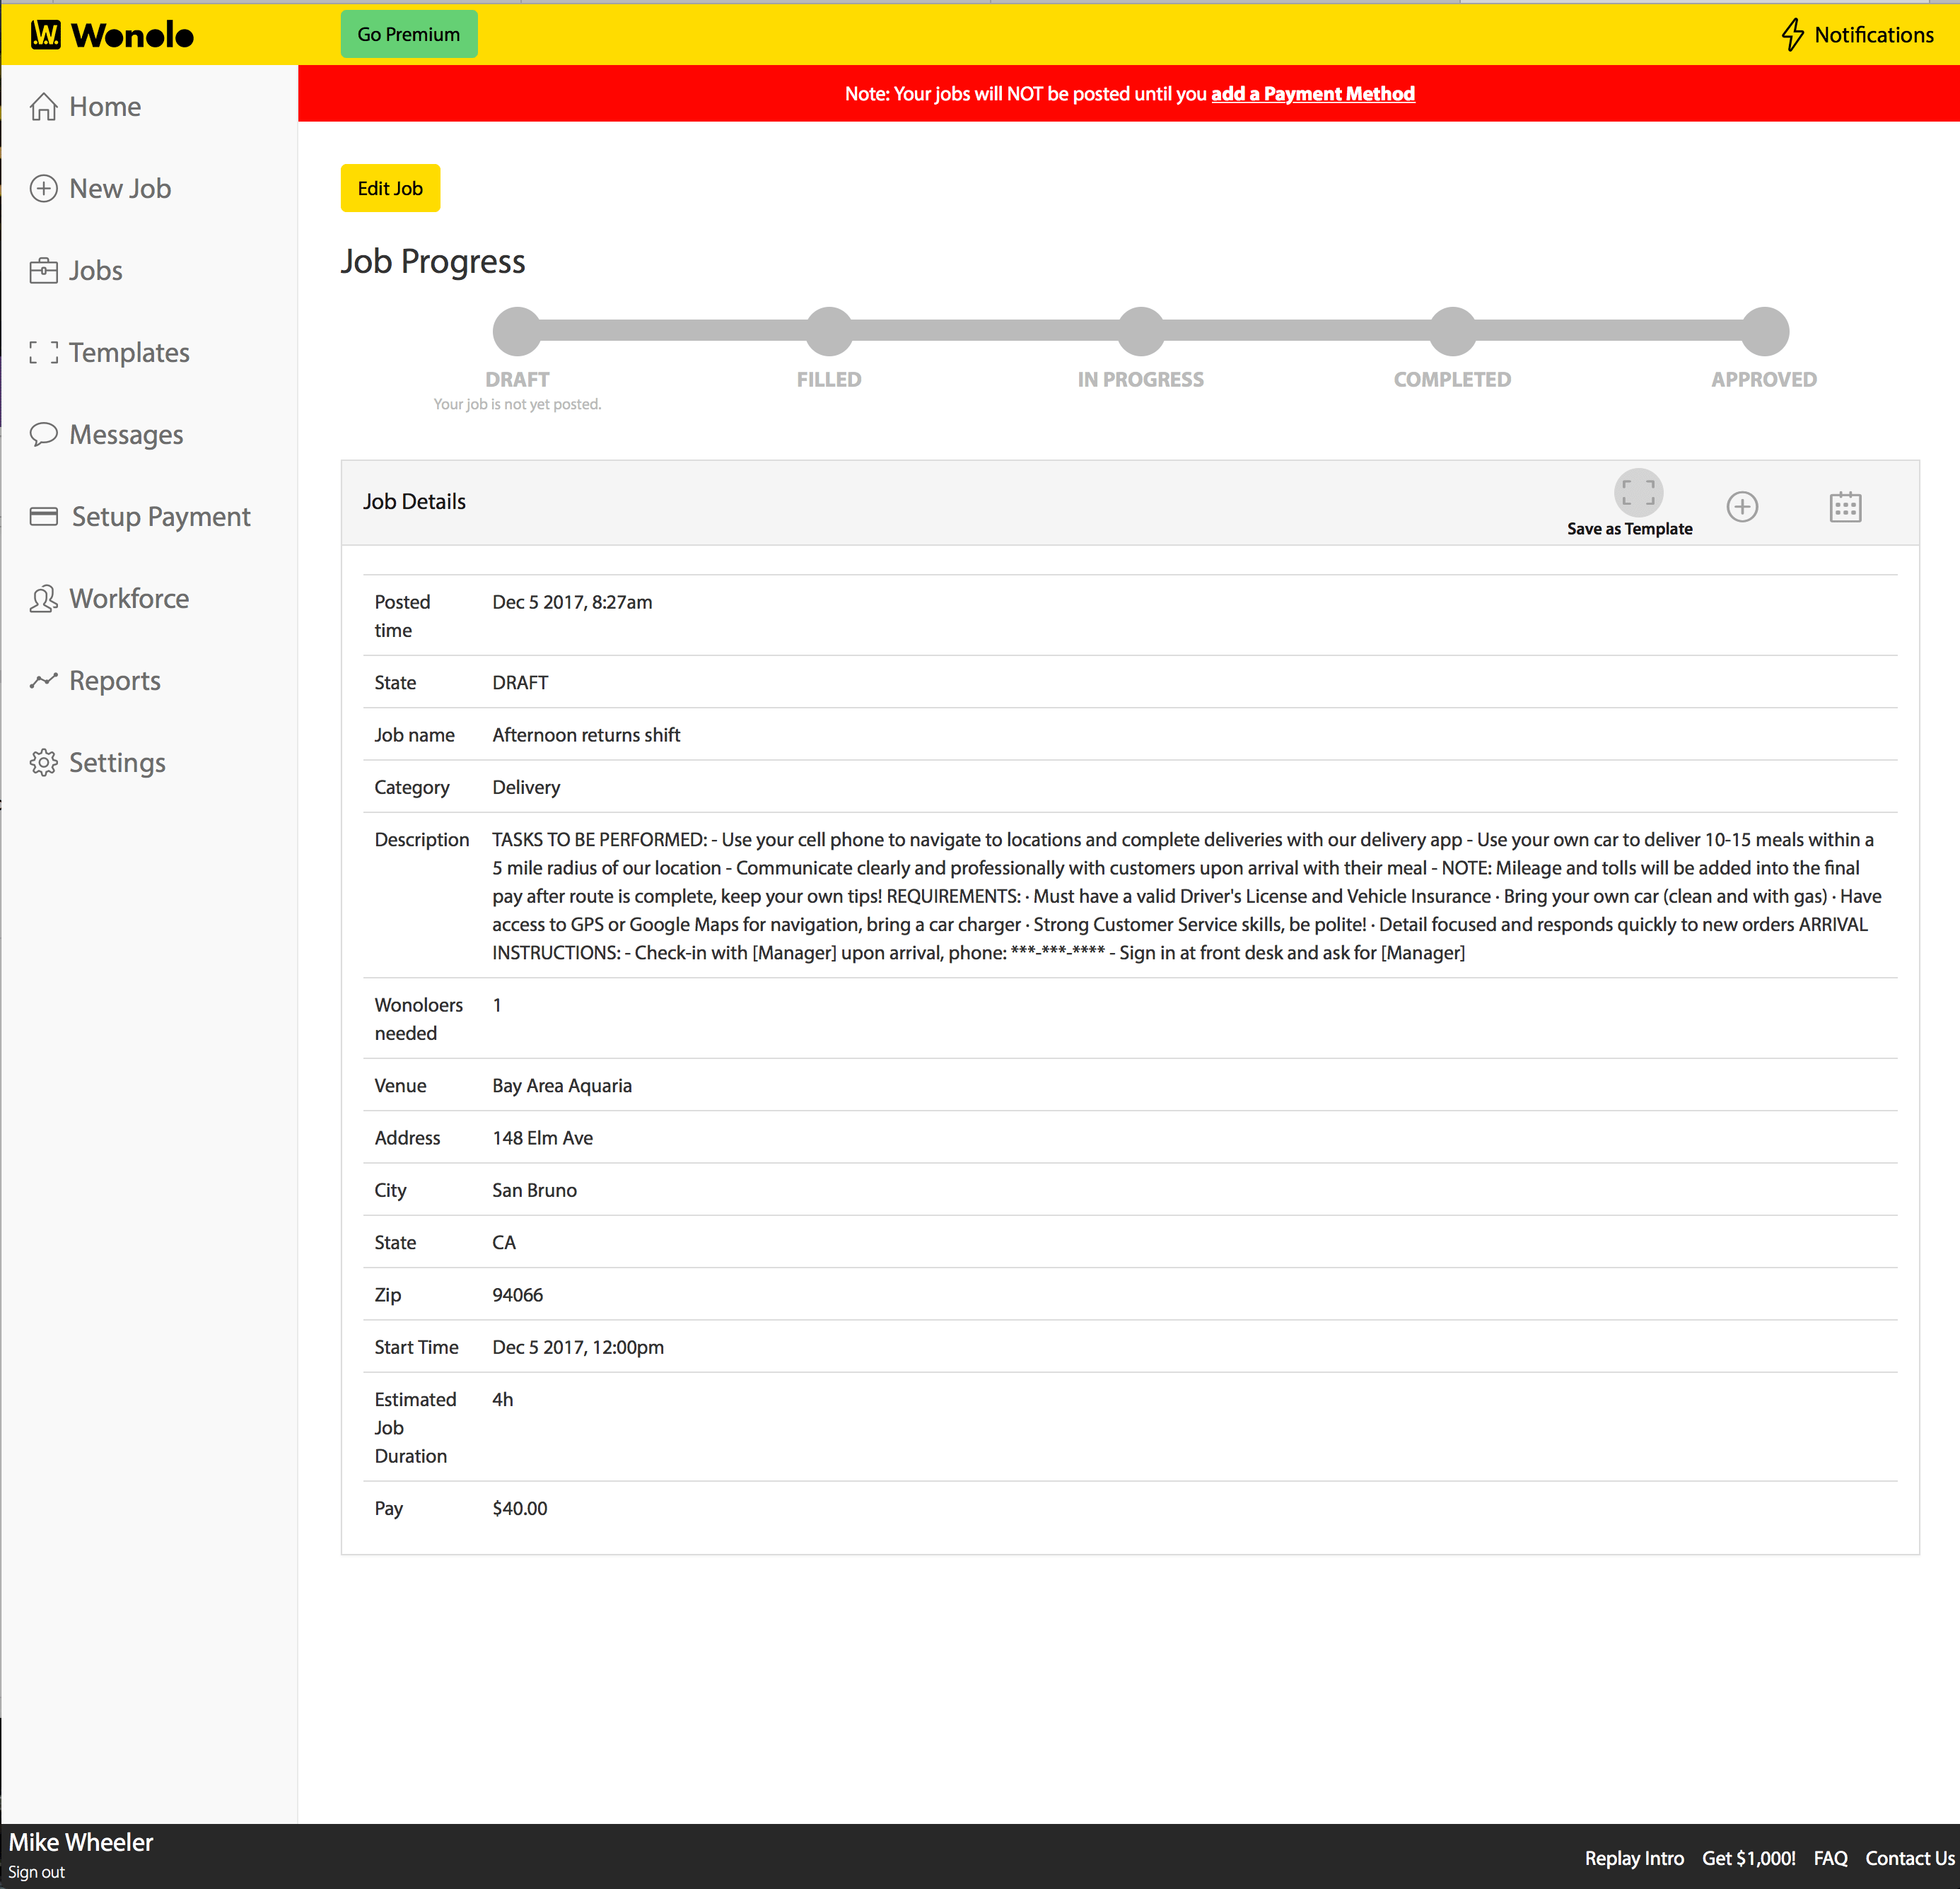 W. Wonolo
Go Premium
Notifications
Note: Your jobs will NOT be posted until you add a Payment Method
Home
New Job
Jobs
Templates
Messages
Setup Payment
Workforce
Reports
Settings
Edit Job
Job Progress
DRAFT
Your job is not yet posted.
FILLED
IN PROGRESS
COMPLETED
APPROVED
Job Details
Save as Template
Posted
time
Dec 5 2017, 8:27am
State
DRAFT
Job name
Afternoon returns shift
Category
Delivery
Description
TASKS TO BE PERFORMED: - Use your cell phone to navigate to locations and complete deliveries with our delivery app - Use your own car to deliver 10-15 meals within a
5 mile radius of our location - Communicate clearly and professionally with customers upon arrival with their meal - NOTE: Mileage and tolls will be added into the final
pay after route is complete, keep your own tips! REQUIREMENTS: · Must have a valid Driver's License and Vehicle Insurance · Bring your own car (clean and with gas) · Have
access to GPS or Google Maps for navigation, bring a car charger · Strong Customer Service skills, be polite! · Detail focused and responds quickly to new orders ARRIVAL
INSTRUCTIONS: - Check-in with [Manager] upon arrival, phone: ***-***-**** - Sign in at front desk and ask for [Manager]
Wonoloers
needed
1
Venue
Bay Area Aquaria
Address
148 Elm Ave
City
San Bruno
State
CA
Zip
94066
Start Time
Dec 5 2017, 12:00pm
Estimated
Job
Duration
4h
Pay
$40.00
Mike Wheeler
Sign out
Replay Intro
Get $1,000!
FAQ
Contact Us